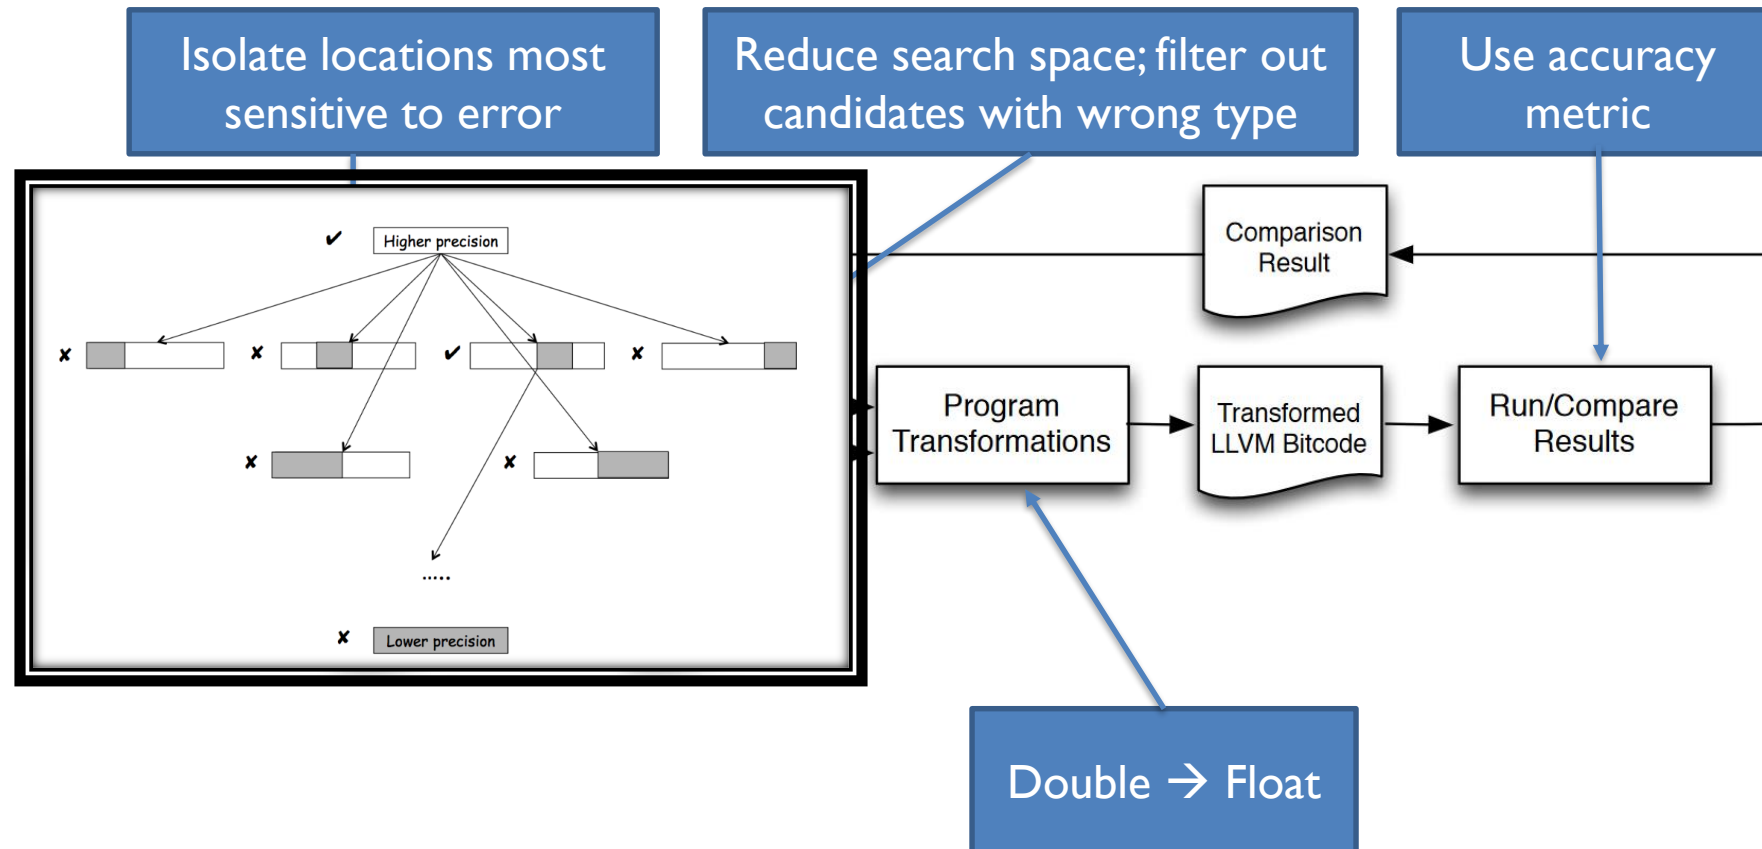 Isolate locations most
sensitive to error
Reduce search space; filter out
candidates with wrong type
Use accuracy
metric
✔ Higher precision
✘ ✘ ✔ ✘
✘ ✘
.....
✘ Lower precision
Comparison
Result
Program
Transformations
Transformed
LLVM Bitcode
Run/Compare
Results
Double → Float